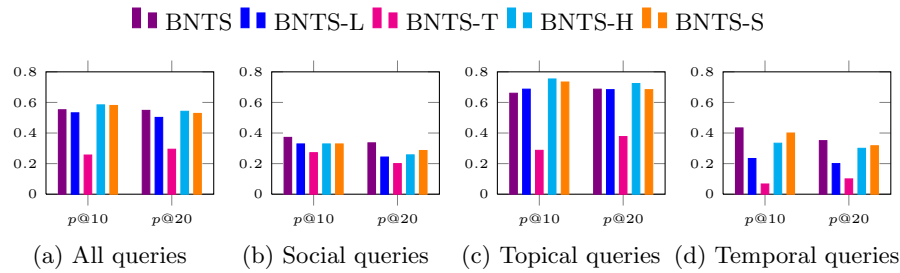 BNTS BNTS-L BNTS-T BNTS-H BNTS-S
0.8 0.8 0.8 0.8
0.6 0.6 0.6 0.6
0.4 0.4 0.4 0.4
0.2 0.2 0.2 0.2
0 0 0 0
p@10 p@20 p@10 p@20 p@10 p@20 p@10 p@20
(a) All queries (b) Social queries (c) Topical queries (d) Temporal queries